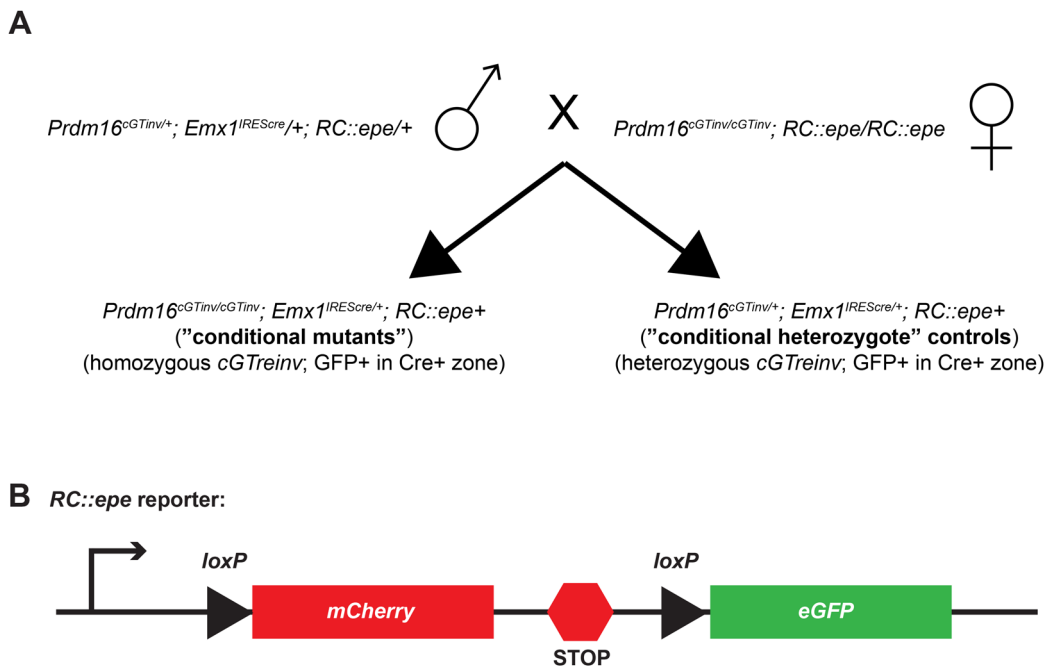 A
Prdm16cGTinv/+; Emx1IREScre/+; RC::epe/+
X
Prdm16cGTinv/cGTinv; RC::epe/RC::epe
Prdm16cGTinv/cGTinv; Emx1IREScre/+; RC::epe+
("conditional mutants")
(homozygous cGTreinv; GFP+ in Cre+ zone)
Prdm16cGTinv/+; Emx1IREScre/+; RC::epe+
("conditional heterozygote" controls)
(heterozygous cGTreinv; GFP+ in Cre+ zone)
B RC::epe reporter:
loxP
mCherry
STOP
loxP
eGFP